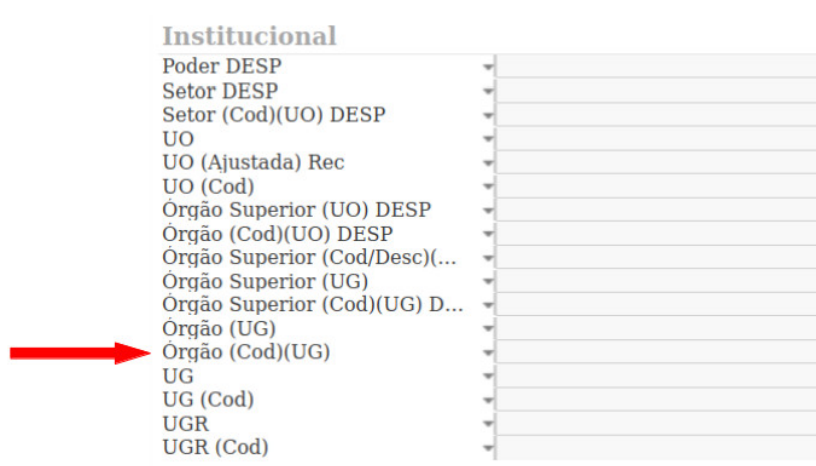 Institucional
Poder DESP
Setor DESP
Setor (Cod)(UO) DESP
UO
UO (Ajustada) Rec
UO (Cod)
Órgão Superior (UO) DESP
Órgão (Cod)(UO) DESP
Órgão Superior (Cod/Desc)(...
Órgão Superior (UG)
Órgão Superior (Cod)(UG) D...
Órgão (UG)
Órgão (Cod)(UG)
UG
UG (Cod)
UGR
UGR (Cod)